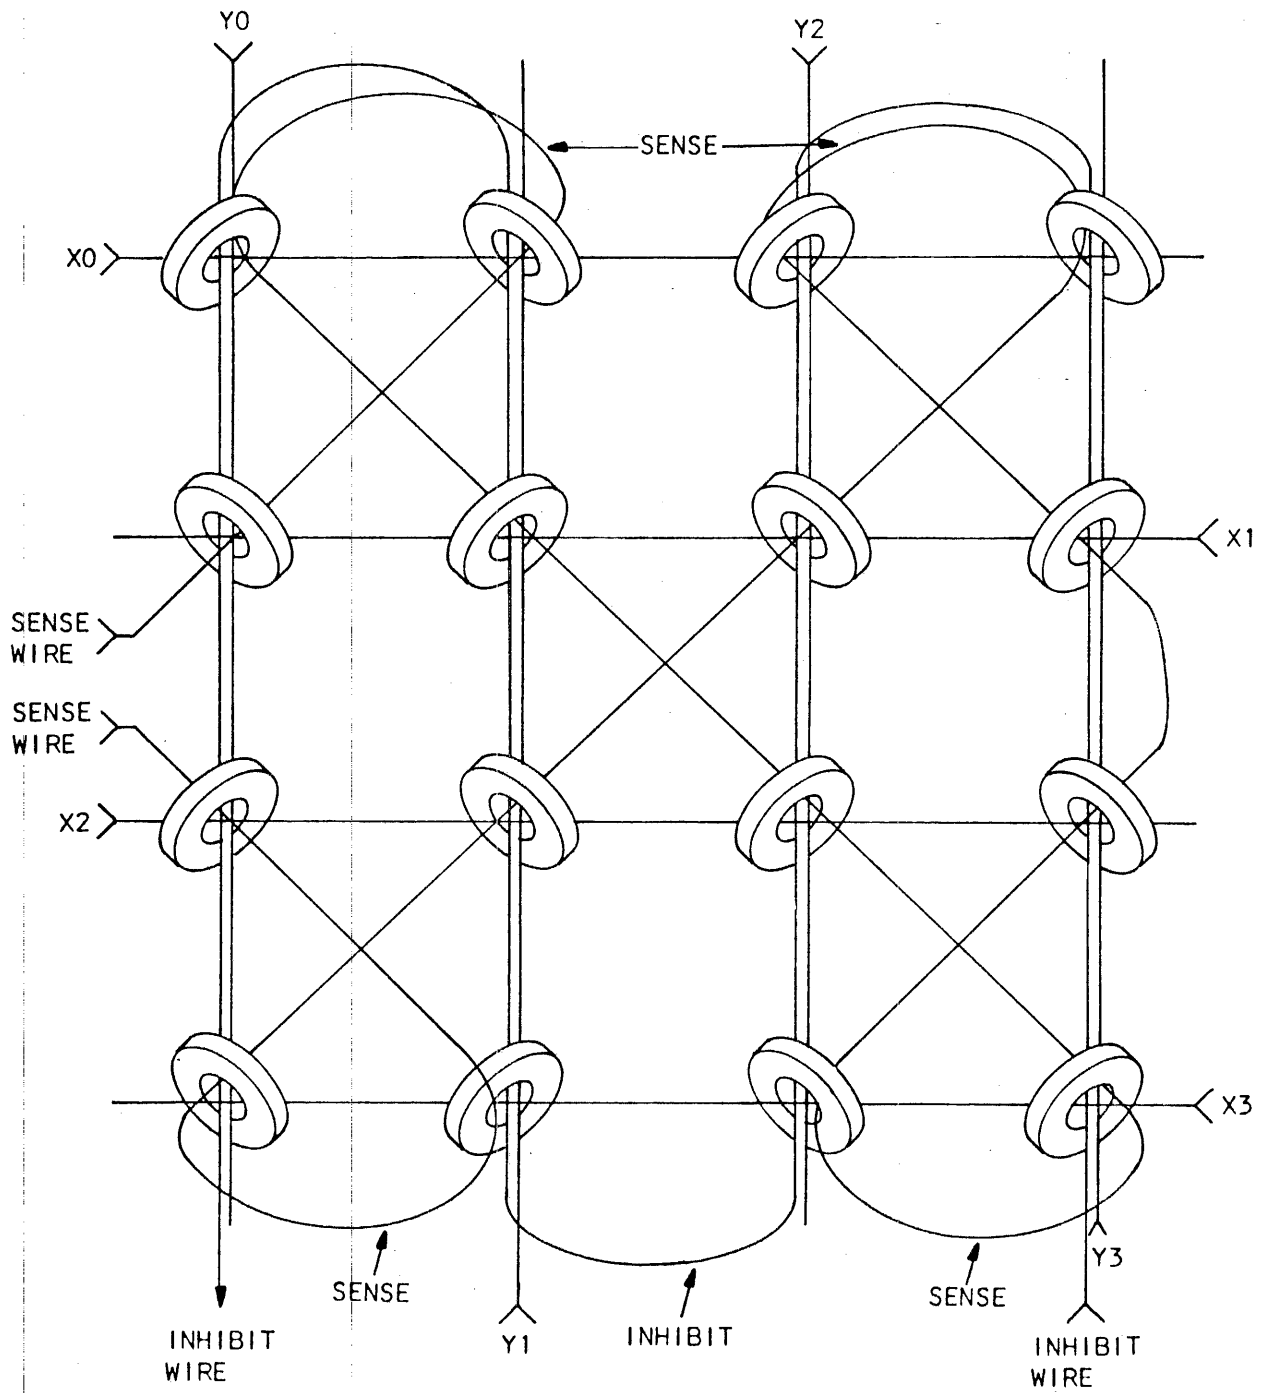 Y0
Y2
SENSE
X0
X1
SENSE
WIRE
SENSE
WIRE
X2
X3
Y3
SENSE
SENSE
INHIBIT
WIRE
Y1
INHIBIT
INHIBIT
WIRE